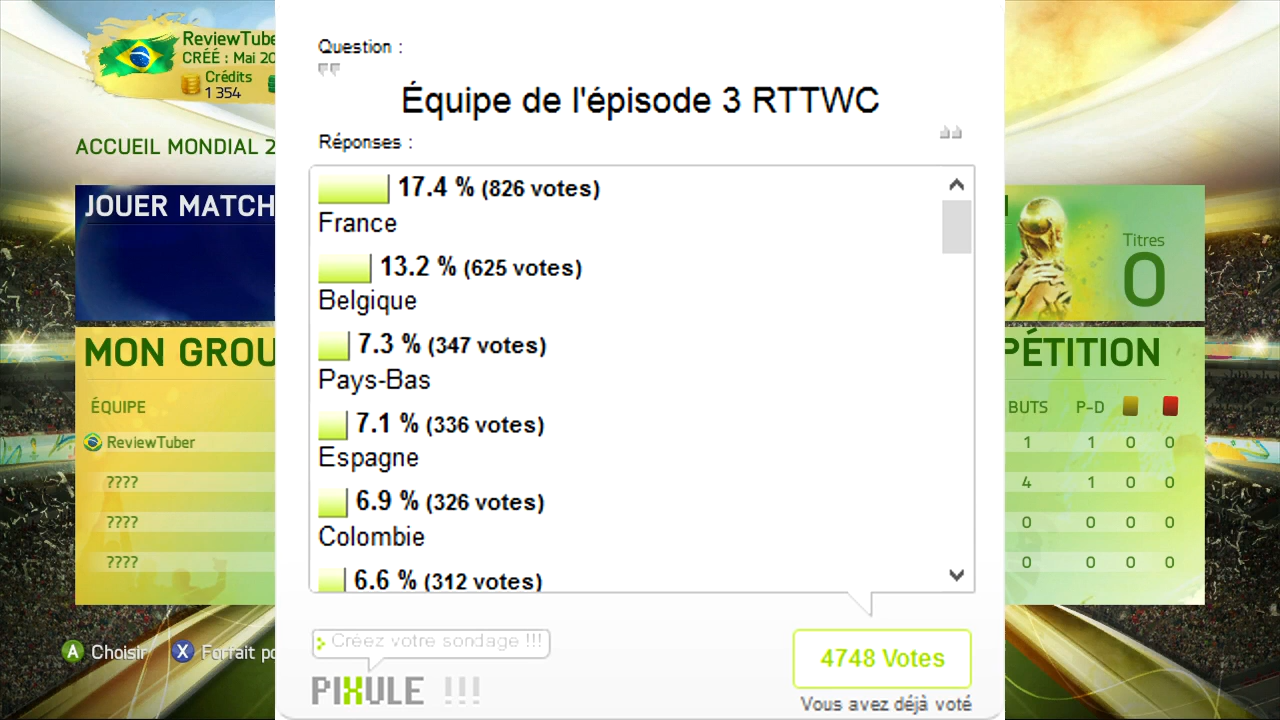 ReviewTube
CRÉÉ : Mai 20
Crédits
1 354
ACCUEIL MONDIAL 2
JOUER MATCH
MON GROU
ÉQUIPE
ReviewTuber
????
????
????
A Choisir X Forfait po
Question :
Équipe de l'épisode 3 RTTWC
Réponses :
17.4 % (826 votes)
France
13.2 % (625 votes)
Belgique
7.3 % (347 votes)
Pays-Bas
7.1 % (336 votes)
Espagne
6.9 % (326 votes)
Colombie
6.6 % (312 votes)
Créez votre sondage !!!
PIXULE !!!
4748 Votes
Vous avez déjà voté
Titres
0
PÉTITION
BUTS P-D
1 1 0 0
4 1 0 0
0 0 0 0
0 0 0 0